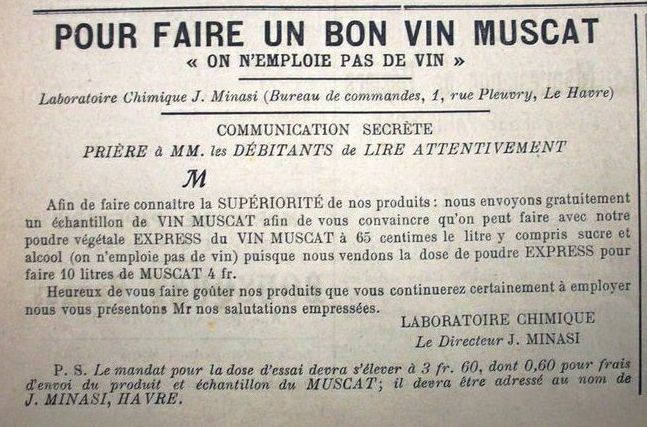 POUR FAIRE UN BON VIN MUSCAT
« ON N'EMPLOIE PAS DE VIN »
Laboratoire Chimique J. Minasi (Bureau de commandes, 1, rue Pleuvry, Le Havre)
COMMUNICATION SECRÈTE
PRIÈRE à MM. les DÉBITANTS de LIRE ATTENTIVEMENT
M
Afin de faire connaître la SUPÉRIORITÉ de nos produits : nous envoyons gratuitement
un échantillon de VIN MUSCAT afin de vous convaincre qu'on peut faire avec notre
poudre végétale EXPRESS du VIN MUSCAT à 65 centimes le litre y compris sucre et
alcool (on n'emploie pas de vin) puisque nous vendons la dose de poudre EXPRESS pour
faire 10 litres de MUSCAT 4 fr.
Heureux de vous faire goûter nos produits que vous continuerez certainement à employer
nous vous présentons Mr nos salutations empressées.
LABORATOIRE CHIMIQUE
Le Directeur J. MINASI
P. S. Le mandat pour la dose d'essai devra s'élever à 3 fr. 60, dont 0,60 pour frais
d'envoi du produit et échantillon du MUSCAT; il devra être adressé au nom de
J. MINASI, HAVRE.